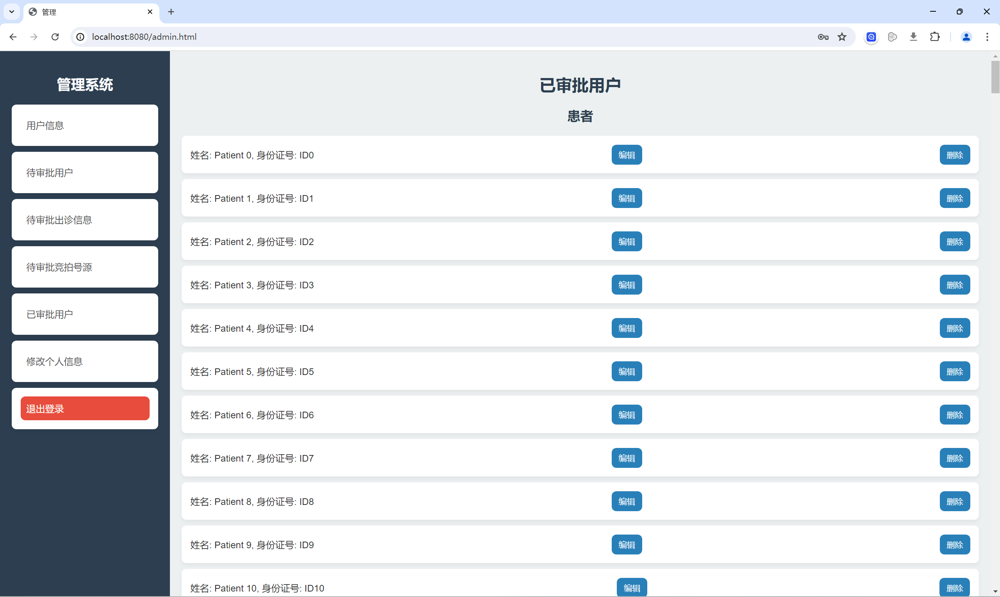 管理
localhost:8080/admin.html
管理系统
用户信息
待审批用户
待审批出诊信息
待审批竞拍号源
已审批用户
修改个人信息
退出登录
已审批用户
患者
姓名: Patient 0, 身份证号: ID0 编辑 删除
姓名: Patient 1, 身份证号: ID1 编辑 删除
姓名: Patient 2, 身份证号: ID2 编辑 删除
姓名: Patient 3, 身份证号: ID3 编辑 删除
姓名: Patient 4, 身份证号: ID4 编辑 删除
姓名: Patient 5, 身份证号: ID5 编辑 删除
姓名: Patient 6, 身份证号: ID6 编辑 删除
姓名: Patient 7, 身份证号: ID7 编辑 删除
姓名: Patient 8, 身份证号: ID8 编辑 删除
姓名: Patient 9, 身份证号: ID9 编辑 删除
姓名: Patient 10, 身份证号: ID10 编辑 删除